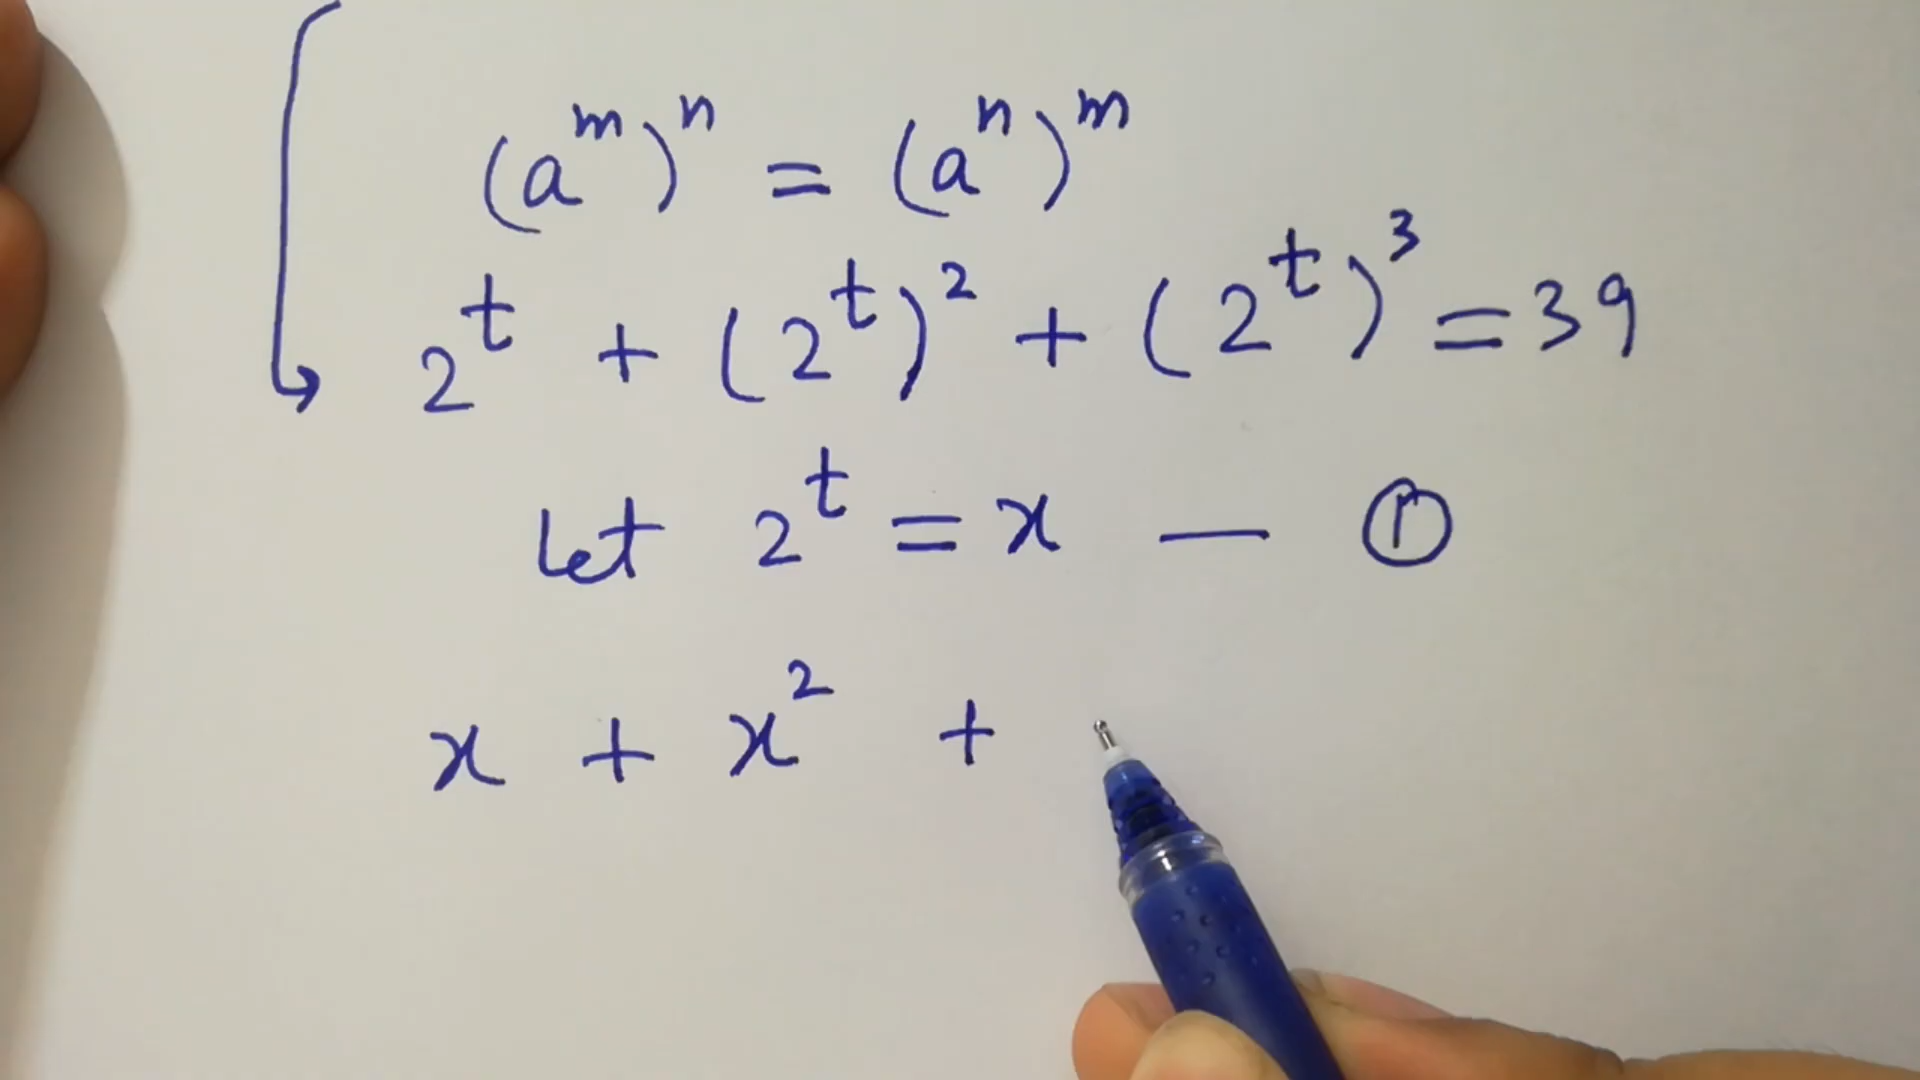 (a^m)^n = (a^n)^m
2^t + (2^t)^2 + (2^t)^3 = 39
let 2^t = x — ①
x + x^2 +